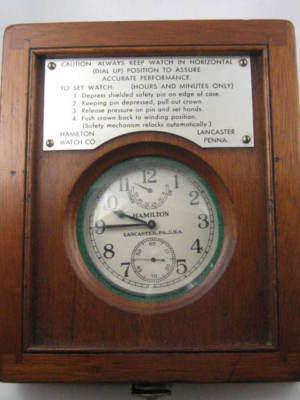 CAUTION: ALWAYS KEEP WATCH IN HORIZONTAL
(DIAL UP) POSITION TO ASSURE
ACCURATE PERFORMANCE.
TO SET WATCH: (HOURS AND MINUTES ONLY)
1. Depress shielded safety pin on edge of case.
2. Keeping pin depressed, pull out crown.
3. Release pressure on pin and set hands.
4. Push crown back to winding position.
(Safety mechanism relocks automatically.)
HAMILTON LANCASTER
WATCH CO. PENNA.
12
11 1
10 2
HAMILTON
9 3
LANCASTER, PA., U.S.A.
8 4
7 5